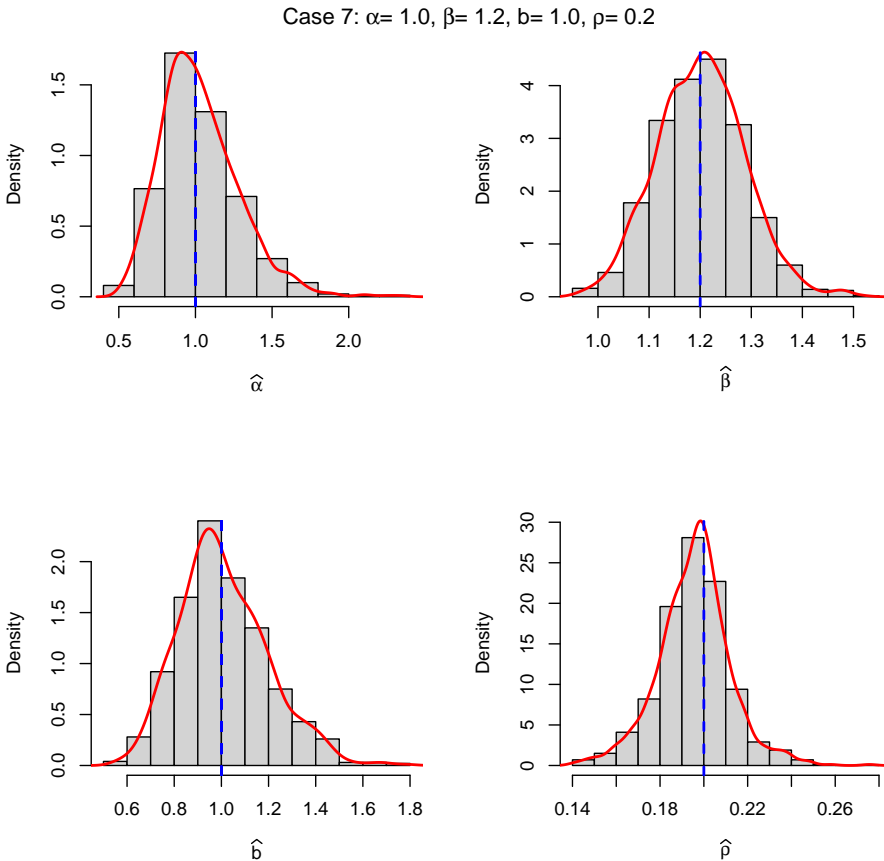 Case 7: α= 1.0, β= 1.2, b= 1.0, ρ= 0.2
Density
0.0 0.5 1.0 1.5
0.5 1.0 1.5 2.0
α̂
Density
0 1 2 3 4
1.0 1.1 1.2 1.3 1.4 1.5
β̂
Density
0.0 0.5 1.0 1.5 2.0
0.6 0.8 1.0 1.2 1.4 1.6 1.8
b̂
Density
0 5 10 15 20 25 30
0.14 0.18 0.22 0.26
ρ̂